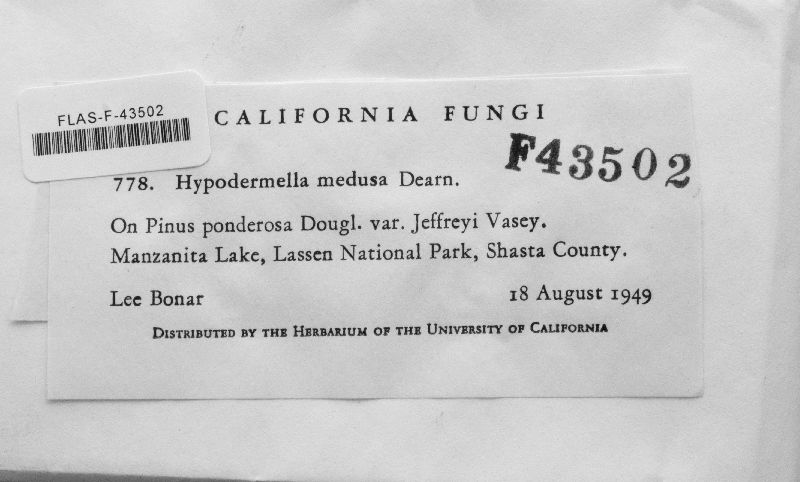 FLAS-F-43502
CALIFORNIA FUNGI
F43502
778. Hypodermella medusa Dearn.
On Pinus ponderosa Dougl. var. Jeffreyi Vasey.
Manzanita Lake, Lassen National Park, Shasta County.
Lee Bonar 18 August 1949
Distributed by the Herbarium of the University of California